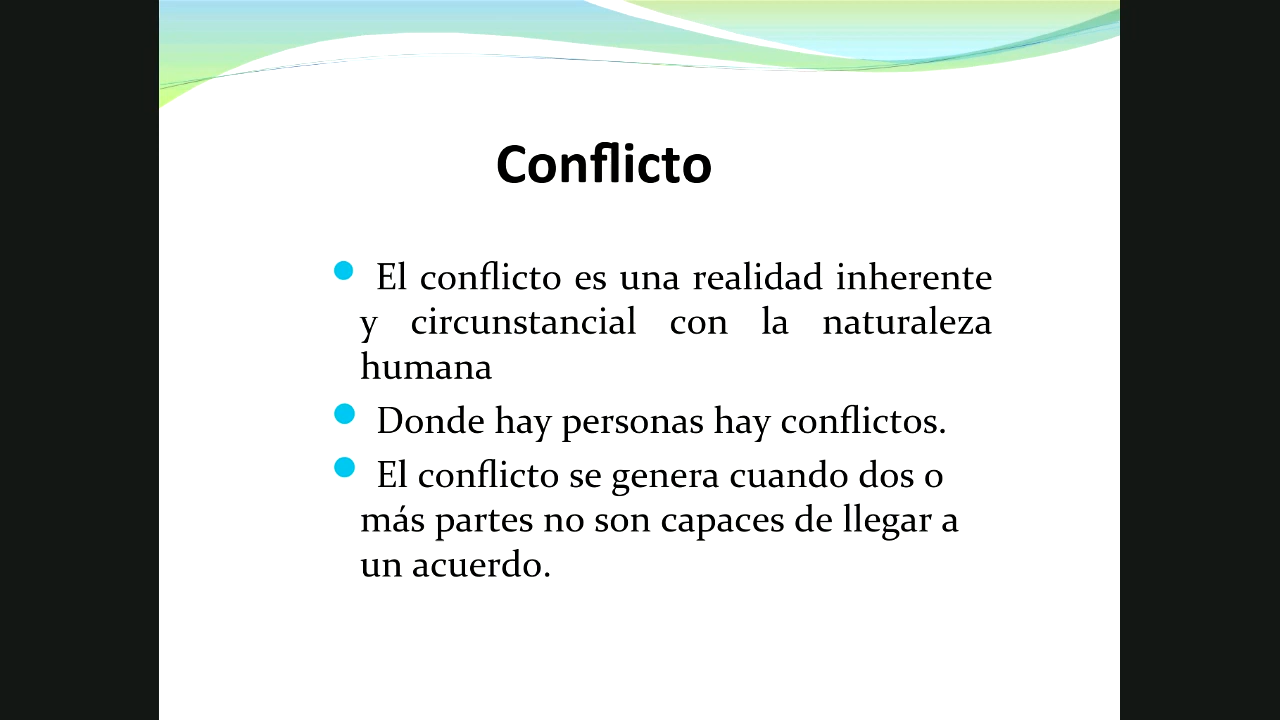 Conflicto
El conflicto es una realidad inherente
y circunstancial con la naturaleza
humana
Donde hay personas hay conflictos.
El conflicto se genera cuando dos o
más partes no son capaces de llegar a
un acuerdo.